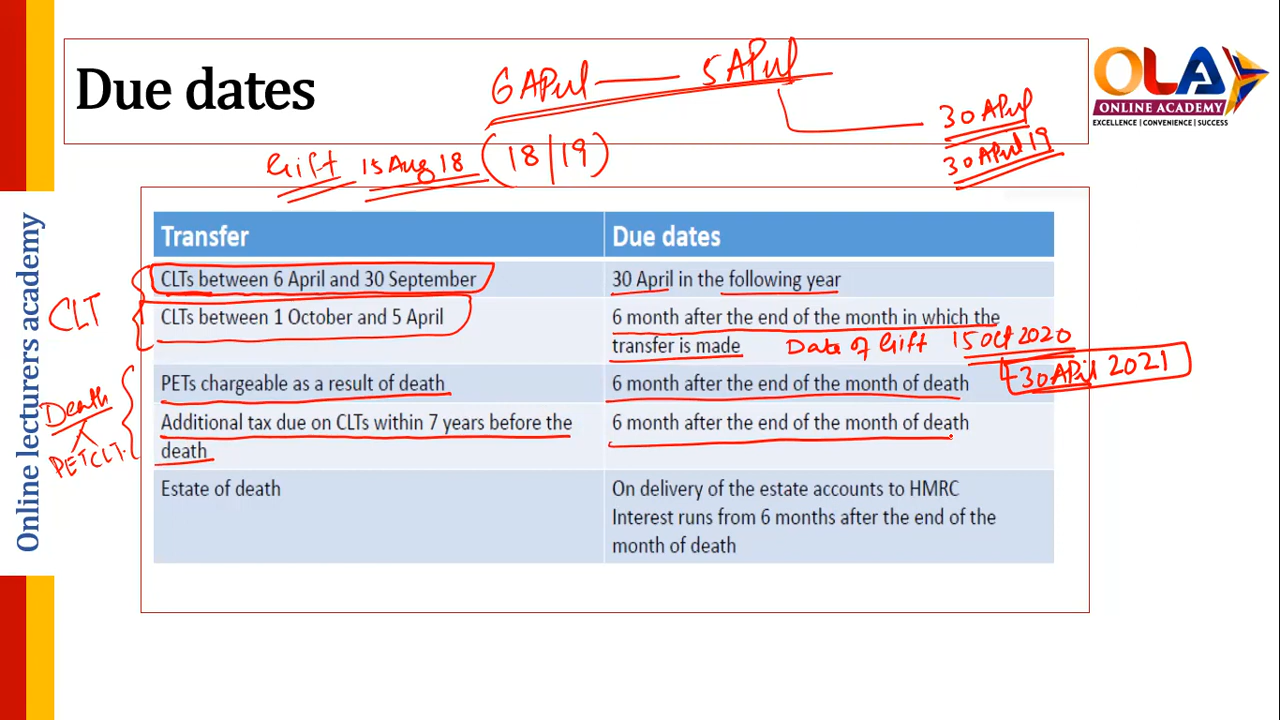 Due dates
6 April — 5 April
30 April
30 April 19
Gift 15 Aug 18 (18/19)
OLA
ONLINE ACADEMY
EXCELLENCE | CONVENIENCE | SUCCESS
Online lecturers academy
Transfer Due dates
CLTs between 6 April and 30 September 30 April in the following year
CLT
CLTs between 1 October and 5 April 6 month after the end of the month in which the
transfer is made Date of Gift 15 Oct 2020
30 April 2021
PETs chargeable as a result of death 6 month after the end of the month of death
Death
PET CLT
Additional tax due on CLTs within 7 years before the 6 month after the end of the month of death
death
Estate of death On delivery of the estate accounts to HMRC
Interest runs from 6 months after the end of the
month of death